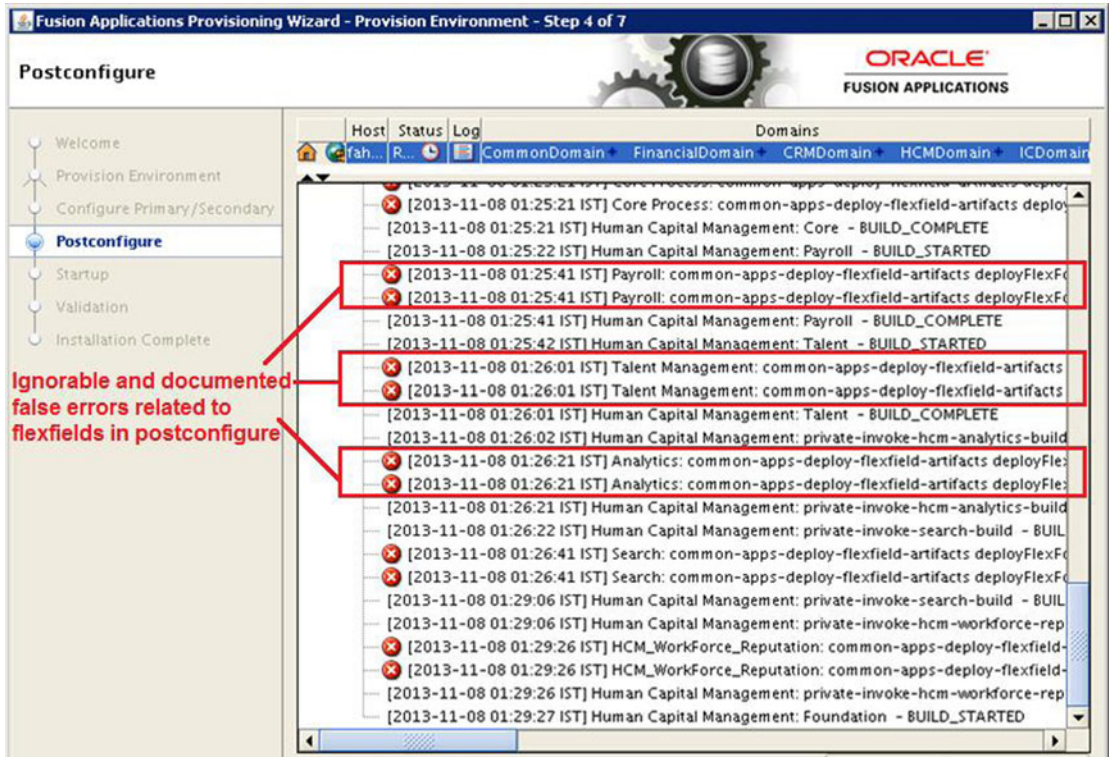 Fusion Applications Provisioning Wizard - Provision Environment - Step 4 of 7
Postconfigure
ORACLE
FUSION APPLICATIONS
Welcome
Provision Environment
Configure Primary/Secondary
Postconfigure
Startup
Validation
Installation Complete
Ignorable and documented
false errors related to
flexfields in postconfigure
Host Status Log Domains
fah... R... CommonDomain FinancialDomain CRMDomain HCMDomain ICDomain
[2013-11-08 01:25:21 IST] Core Process: common-apps-deploy-flexfield-artifacts deploy
[2013-11-08 01:25:21 IST] Core Process: common-apps-deploy-flexfield-artifacts deploy
[2013-11-08 01:25:21 IST] Human Capital Management: Core - BUILD_COMPLETE
[2013-11-08 01:25:22 IST] Human Capital Management: Payroll - BUILD_STARTED
[2013-11-08 01:25:41 IST] Payroll: common-apps-deploy-flexfield-artifacts deployFlexFo
[2013-11-08 01:25:41 IST] Payroll: common-apps-deploy-flexfield-artifacts deployFlexFo
[2013-11-08 01:25:41 IST] Human Capital Management: Payroll - BUILD_COMPLETE
[2013-11-08 01:25:42 IST] Human Capital Management: Talent - BUILD_STARTED
[2013-11-08 01:26:01 IST] Talent Management: common-apps-deploy-flexfield-artifacts
[2013-11-08 01:26:01 IST] Talent Management: common-apps-deploy-flexfield-artifacts
[2013-11-08 01:26:01 IST] Human Capital Management: Talent - BUILD_COMPLETE
[2013-11-08 01:26:02 IST] Human Capital Management: private-invoke-hcm-analytics-build
[2013-11-08 01:26:21 IST] Analytics: common-apps-deploy-flexfield-artifacts deployFle
[2013-11-08 01:26:21 IST] Analytics: common-apps-deploy-flexfield-artifacts deployFle
[2013-11-08 01:26:21 IST] Human Capital Management: private-invoke-hcm-analytics-build
[2013-11-08 01:26:22 IST] Human Capital Management: private-invoke-search-build - BUIL
[2013-11-08 01:26:41 IST] Search: common-apps-deploy-flexfield-artifacts deployFlexFo
[2013-11-08 01:26:41 IST] Search: common-apps-deploy-flexfield-artifacts deployFlexFo
[2013-11-08 01:29:06 IST] Human Capital Management: private-invoke-search-build - BUIL
[2013-11-08 01:29:06 IST] Human Capital Management: private-invoke-hcm-workforce-rep
[2013-11-08 01:29:26 IST] HCM_WorkForce_Reputation: common-apps-deploy-flexfield-
[2013-11-08 01:29:26 IST] HCM_WorkForce_Reputation: common-apps-deploy-flexfield-
[2013-11-08 01:29:26 IST] Human Capital Management: private-invoke-hcm-workforce-rep
[2013-11-08 01:29:27 IST] Human Capital Management: Foundation - BUILD_STARTED